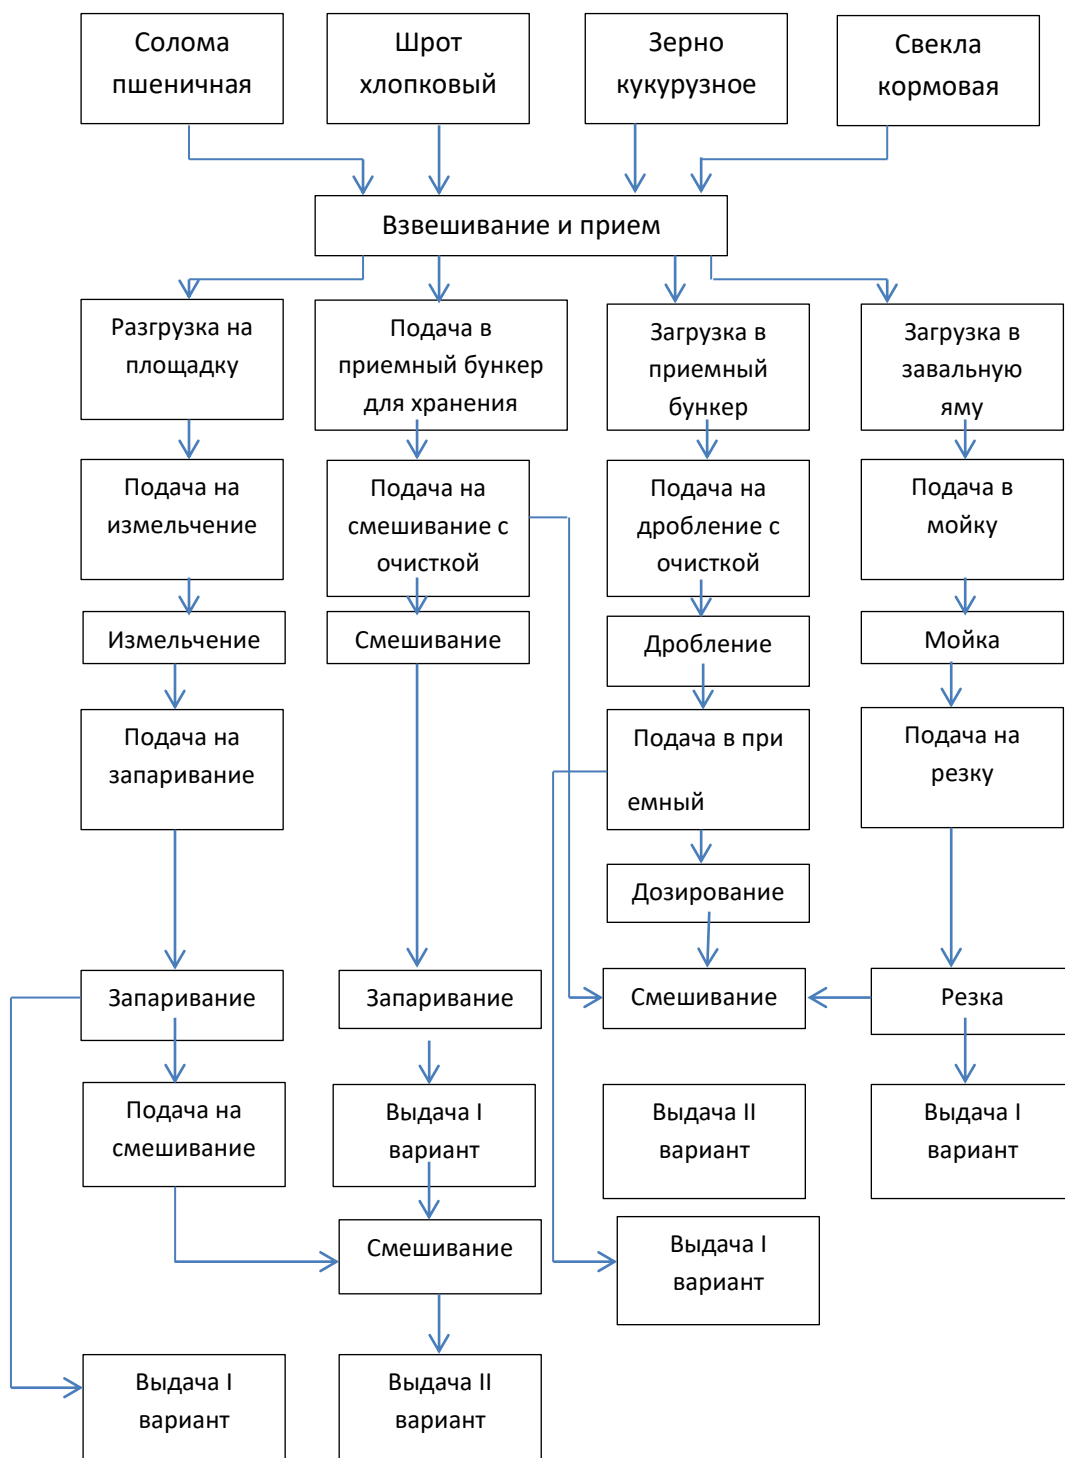 Солома
пшеничная
Шрот
хлопковый
Зерно
кукурузное
Свекла
кормовая
Взвешивание и прием
Разгрузка на
площадку
Подача в
приемный бункер
для хранения
Загрузка в
приемный
бункер
Загрузка в
завальную
яму
Подача на
измельчение
Подача на
смешивание с
очисткой
Подача на
дробление с
очисткой
Подача в
мойку
Измельчение
Смешивание
Дробление
Мойка
Подача на
запаривание
Подача в при
емный
Подача на
резку
Дозирование
Запаривание
Запаривание
Смешивание
Резка
Подача на
смешивание
Выдача I
вариант
Выдача II
вариант
Выдача I
вариант
Смешивание
Выдача I
вариант
Выдача I
вариант
Выдача II
вариант